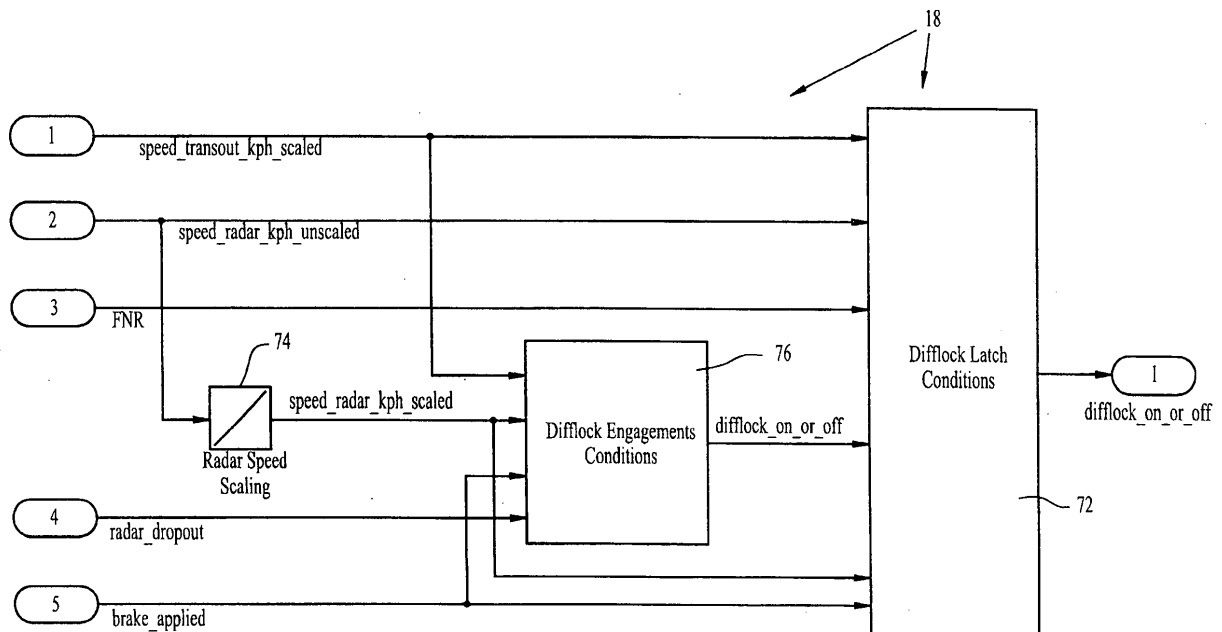 18
1
speed_transout_kph_scaled
2
speed_radar_kph_unscaled
3
FNR
74
76
Difflock Latch
Conditions
1
difflock_on_or_off
speed_radar_kph_scaled
Difflock Engagements
Conditions
difflock_on_or_off
Radar Speed
Scaling
72
4
radar_dropout
5
brake_applied